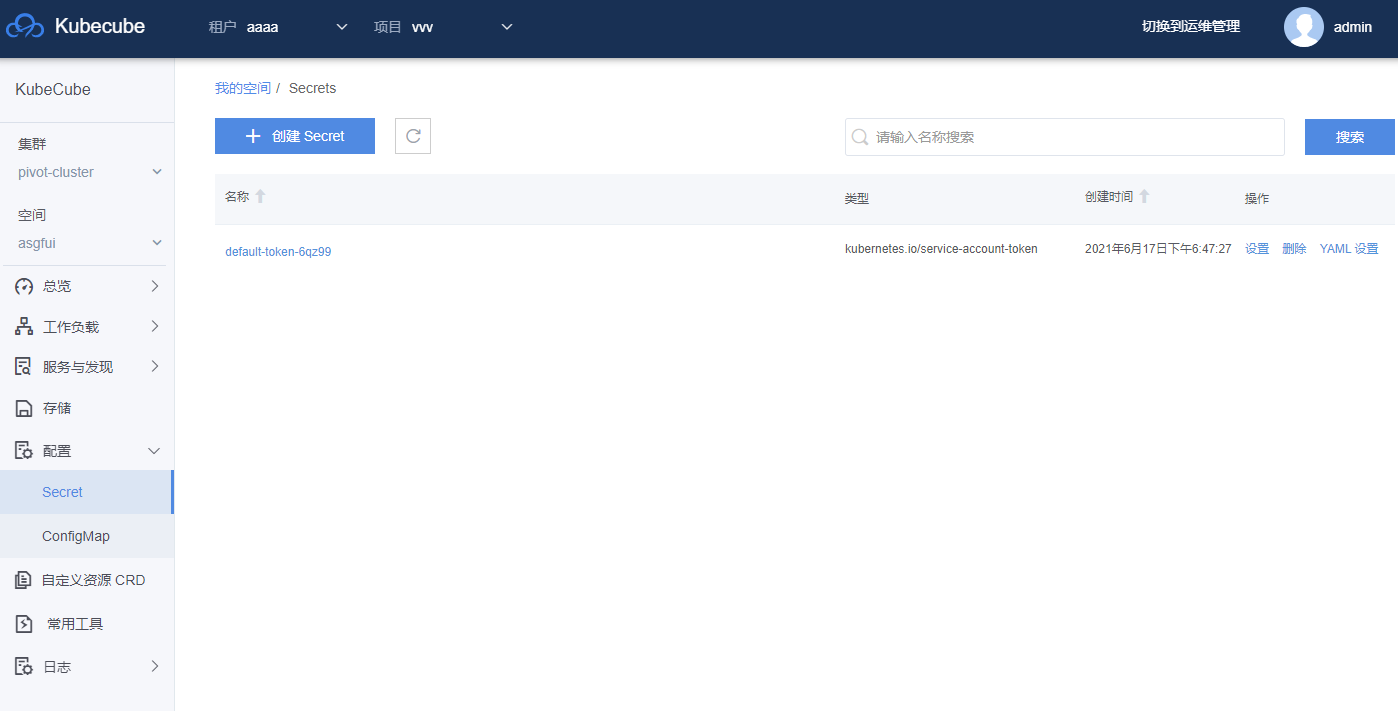 Kubecube
租户 aaaa
项目 vvv
切换到运维管理
admin
KubeCube
集群
pivot-cluster
空间
asgfui
总览
工作负载
服务与发现
存储
配置
Secret
ConfigMap
自定义资源 CRD
常用工具
日志
我的空间 / Secrets
创建 Secret
请输入名称搜索
搜索
名称 类型 创建时间 操作
default-token-6qz99 kubernetes.io/service-account-token 2021年6月17日下午6:47:27 设置 删除 YAML 设置